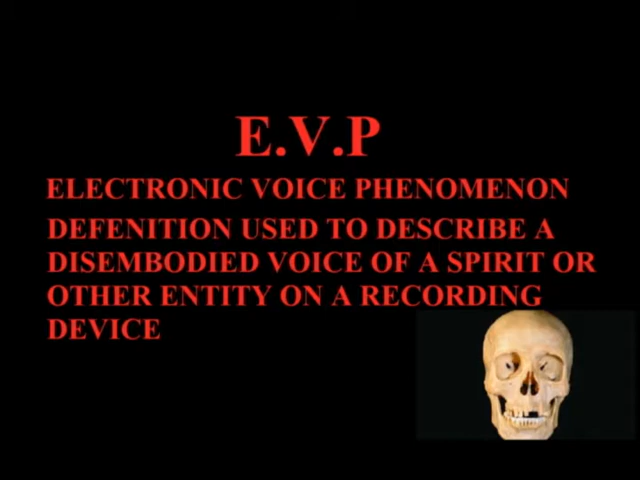 E.V.P
ELECTRONIC VOICE PHENOMENON
DEFENITION USED TO DESCRIBE A
DISEMBODIED VOICE OF A SPIRIT OR
OTHER ENTITY ON A RECORDING
DEVICE